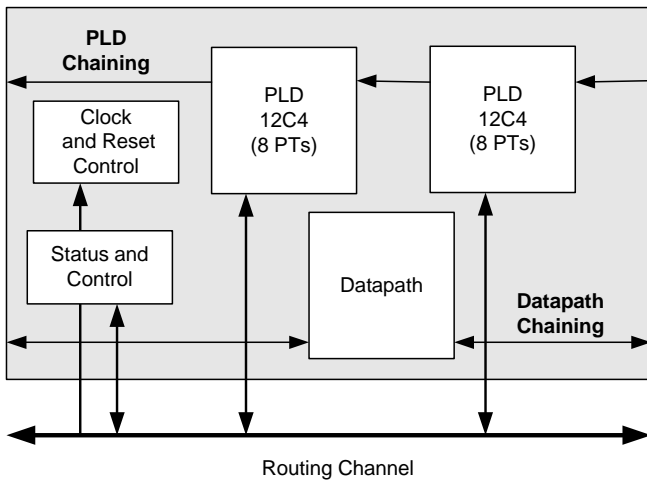 PLD
Chaining
PLD
12C4
(8 PTs)
PLD
12C4
(8 PTs)
Clock
and Reset
Control
Status and
Control
Datapath
Datapath
Chaining
Routing Channel